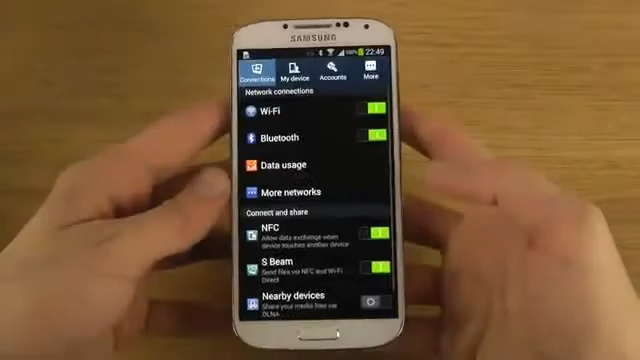 SAMSUNG
100% 22:49
Connections My device Accounts More
Network connections
Wi-Fi
Bluetooth
Data usage
More networks
Connect and share
NFC
Allow data exchange when
device touches another device
S Beam
Send files via NFC and Wi-Fi
Direct
Nearby devices
Share your media files via
DLNA